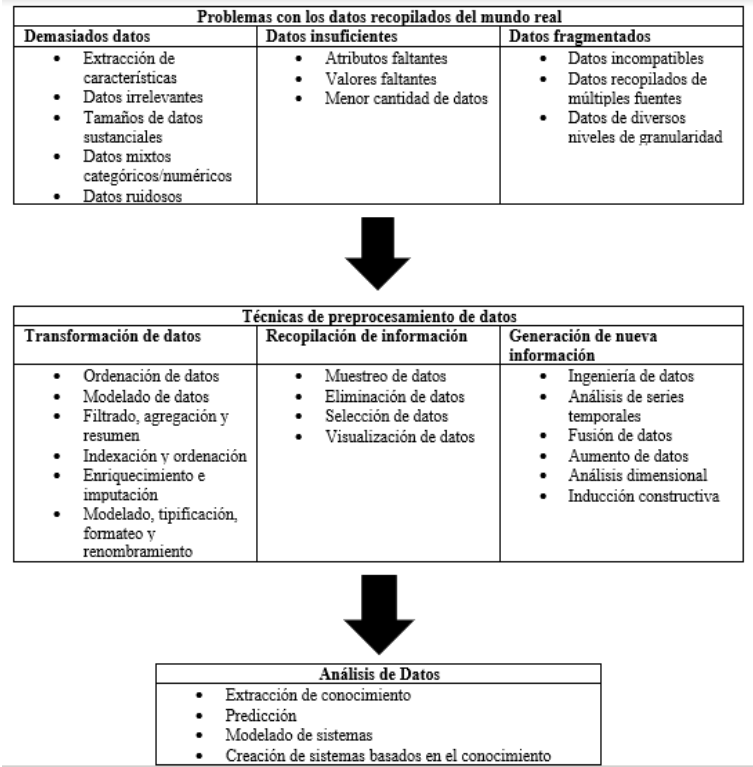 Problemas con los datos recopilados del mundo real
Demasiados datos
• Extracción de
características
• Datos irrelevantes
• Tamaños de datos
sustanciales
• Datos mixtos
categóricos/numéricos
• Datos ruidosos
Datos insuficientes
• Atributos faltantes
• Valores faltantes
• Menor cantidad de datos
Datos fragmentados
• Datos incompatibles
• Datos recopilados de
múltiples fuentes
• Datos de diversos
niveles de granularidad
Técnicas de preprocesamiento de datos
Transformación de datos
• Ordenación de datos
• Modelado de datos
• Filtrado, agregación y
resumen
• Indexación y ordenación
• Enriquecimiento e
imputación
• Modelado, tipificación,
formateo y
renombramiento
Recopilación de información
• Muestreo de datos
• Eliminación de datos
• Selección de datos
• Visualización de datos
Generación de nueva
información
• Ingeniería de datos
• Análisis de series
temporales
• Fusión de datos
• Aumento de datos
• Análisis dimensional
• Inducción constructiva
Análisis de Datos
• Extracción de conocimiento
• Predicción
• Modelado de sistemas
• Creación de sistemas basados en el conocimiento